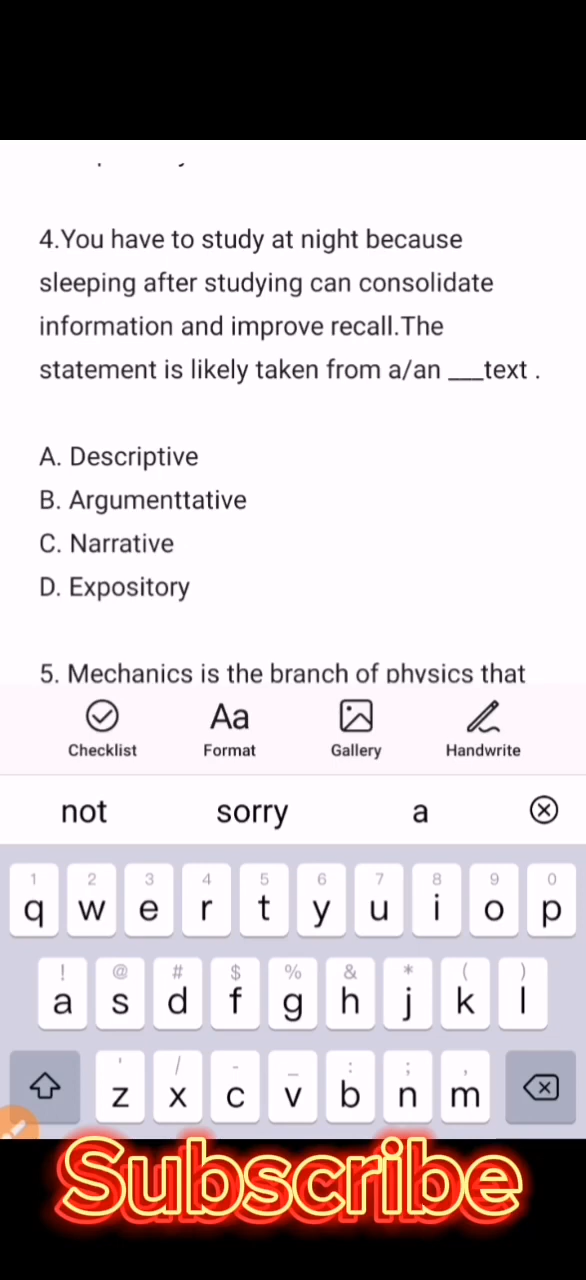 4.You have to study at night because
sleeping after studying can consolidate
information and improve recall.The
statement is likely taken from a/an ___text .
A. Descriptive
B. Argumenttative
C. Narrative
D. Expository
5. Mechanics is the branch of physics that
Checklist
Aa
Format
Gallery
Handwrite
not sorry a
1 2 3 4 5 6 7 8 9 0
q w e r t y u i o p
! @ # $ % & * ( )
a s d f g h j k l
' / - _ : ; ,
z x c v b n m
Subscribe